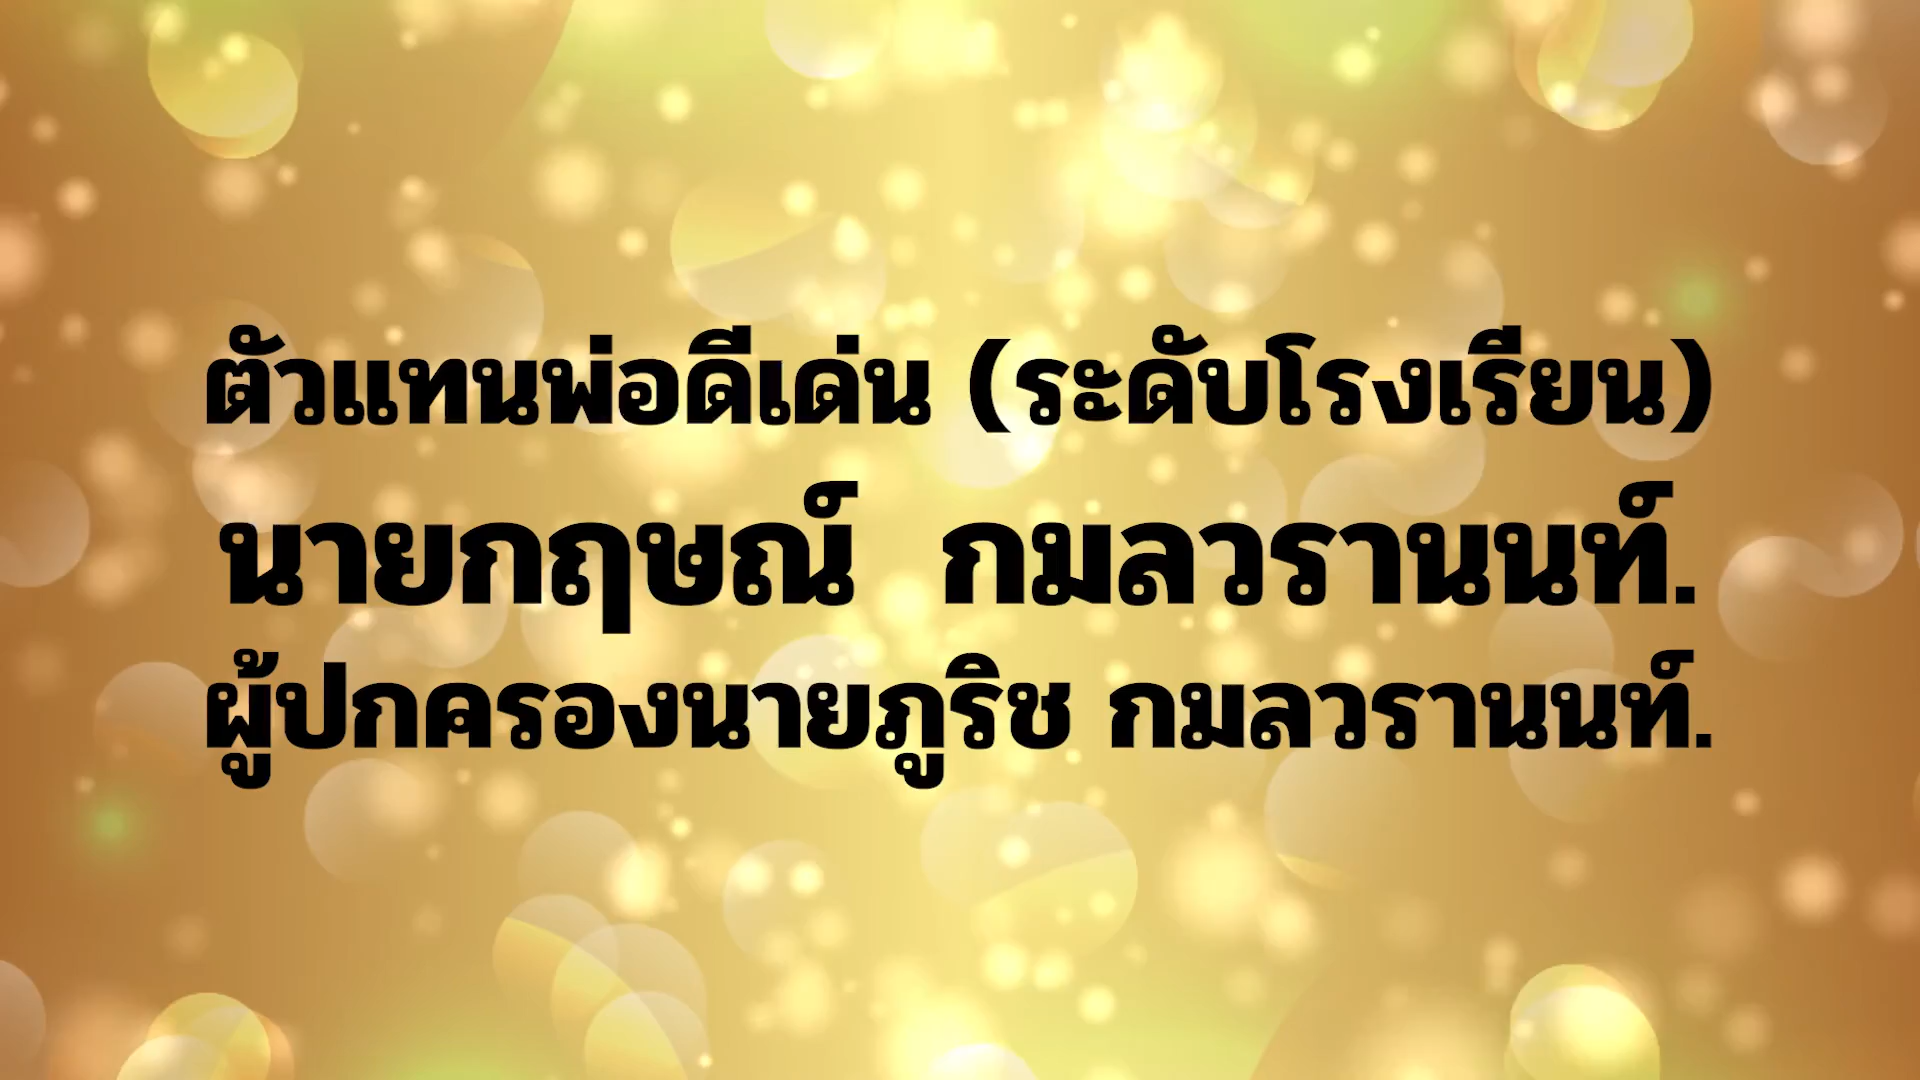 ตัวแทนพ่อดีเด่น (ระดับโรงเรียน)
นายกฤษณ์  กมลวรานนท์.
ผู้ปกครองนายภูริช กมลวรานนท์.